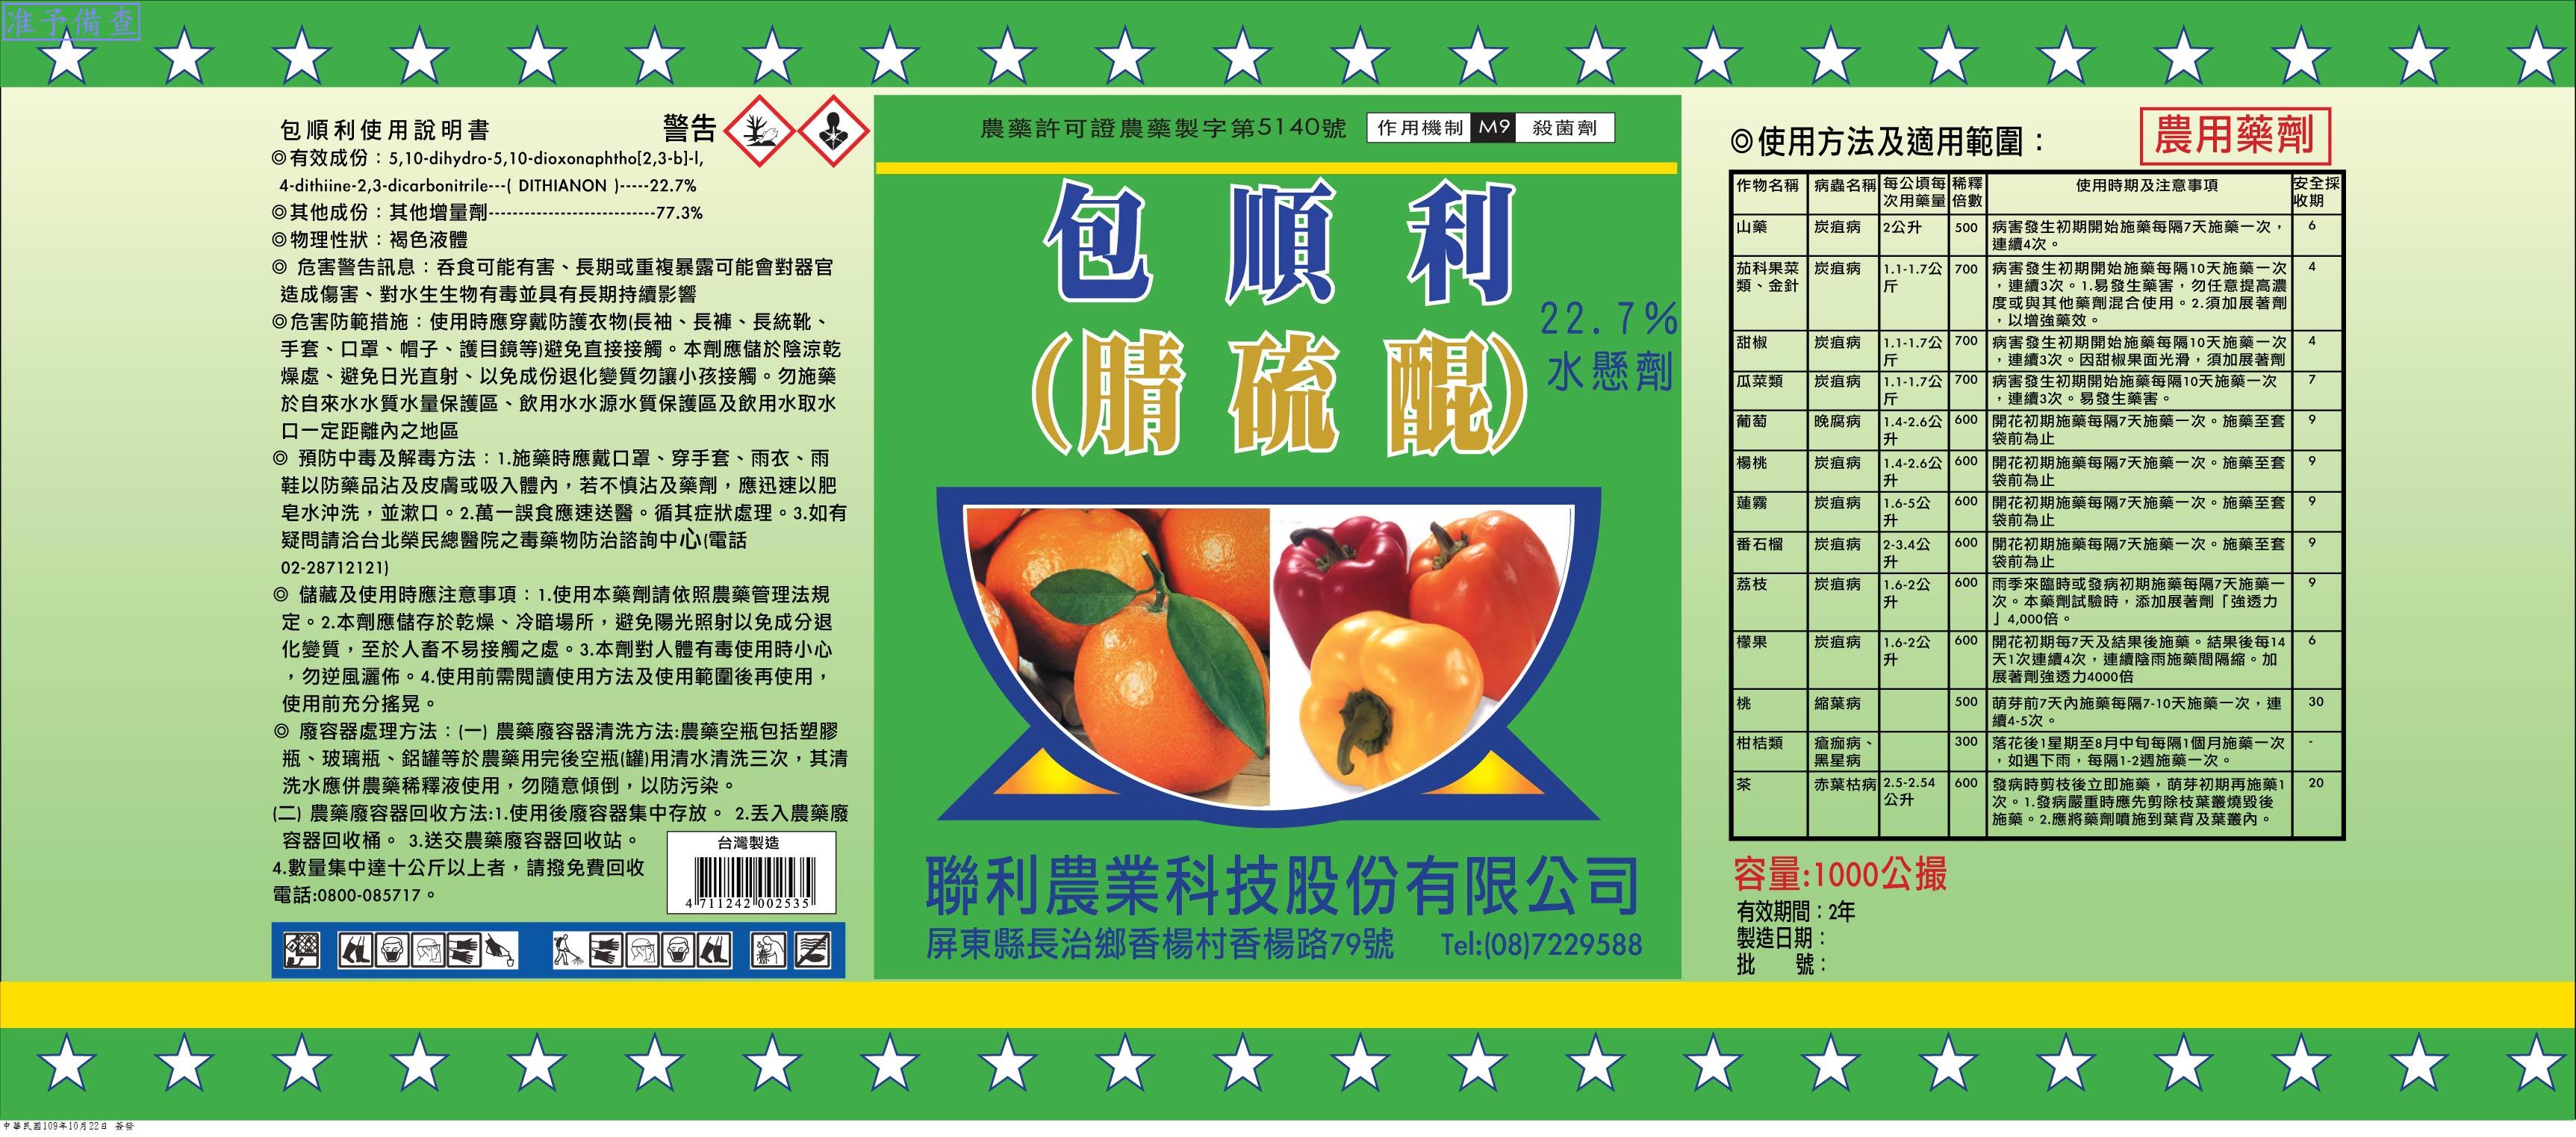 准予備查
包順利使用說明書
警告
◎有效成份：5,10-dihydro-5,10-dioxonaphtho[2,3-b]-l,
4-dithiine-2,3-dicarbonitrile---( DITHIANON )-----22.7%
◎其他成份：其他增量劑----------------------------77.3%
◎物理性狀：褐色液體
◎ 危害警告訊息：吞食可能有害、長期或重複暴露可能會對器官
造成傷害、對水生生物有毒並具有長期持續影響
◎危害防範措施：使用時應穿戴防護衣物(長袖、長褲、長統靴、
手套、口罩、帽子、護目鏡等)避免直接接觸。本劑應儲於陰涼乾
燥處、避免日光直射、以免成份退化變質勿讓小孩接觸。勿施藥
於自來水水質水量保護區、飲用水水源水質保護區及飲用水取水
口一定距離內之地區
◎ 預防中毒及解毒方法：1.施藥時應戴口罩、穿手套、雨衣、雨
鞋以防藥品沾及皮膚或吸入體內，若不慎沾及藥劑，應迅速以肥
皂水沖洗，並漱口。2.萬一誤食應速送醫。循其症狀處理。3.如有
疑問請洽台北榮民總醫院之毒藥物防治諮詢中心(電話
02-28712121)
◎ 儲藏及使用時應注意事項：1.使用本藥劑請依照農藥管理法規
定。2.本劑應儲存於乾燥、冷暗場所，避免陽光照射以免成分退
化變質，至於人畜不易接觸之處。3.本劑對人體有毒使用時小心
，勿逆風灑佈。4.使用前需閱讀使用方法及使用範圍後再使用，
使用前充分搖晃。
◎ 廢容器處理方法：(一) 農藥廢容器清洗方法:農藥空瓶包括塑膠
瓶、玻璃瓶、鋁罐等於農藥用完後空瓶(罐)用清水清洗三次，其清
洗水應併農藥稀釋液使用，勿隨意傾倒，以防污染。
(二) 農藥廢容器回收方法:1.使用後廢容器集中存放。 2.丟入農藥廢
容器回收桶。 3.送交農藥廢容器回收站。
4.數量集中達十公斤以上者，請撥免費回收
電話:0800-085717。
台灣製造
4 711242 002535
農藥許可證農藥製字第5140號 作用機制 M9 殺菌劑
包順利
22.7%
(腈硫醌)
水懸劑
聯利農業科技股份有限公司
屏東縣長治鄉香楊村香楊路79號 Tel:(08)7229588
◎使用方法及適用範圍：
農用藥劑
作物名稱 病蟲名稱 每公頃每 稀釋 使用時期及注意事項 安全採
次用藥量 倍數 收期
山藥 炭疽病 2公升 500 病害發生初期開始施藥每隔7天施藥一次， 6
連續4次。
茄科果菜 炭疽病 1.1-1.7公 700 病害發生初期開始施藥每隔10天施藥一次 4
類、金針 斤 ，連續3次。1.易發生藥害，勿任意提高濃
度或與其他藥劑混合使用。2.須加展著劑
，以增強藥效。
甜椒 炭疽病 1.1-1.7公 700 病害發生初期開始施藥每隔10天施藥一次 4
斤 ，連續3次。因甜椒果面光滑，須加展著劑
瓜菜類 炭疽病 1.1-1.7公 700 病害發生初期開始施藥每隔10天施藥一次 7
斤 ，連續3次。易發生藥害。
葡萄 晚腐病 1.4-2.6公 600 開花初期施藥每隔7天施藥一次。施藥至套 9
升 袋前為止
楊桃 炭疽病 1.4-2.6公 600 開花初期施藥每隔7天施藥一次。施藥至套 9
升 袋前為止
蓮霧 炭疽病 1.6-5公 600 開花初期施藥每隔7天施藥一次。施藥至套 9
升 袋前為止
番石榴 炭疽病 2-3.4公 600 開花初期施藥每隔7天施藥一次。施藥至套 9
升 袋前為止
荔枝 炭疽病 1.6-2公 600 雨季來臨時或發病初期施藥每隔7天施藥一 9
升 次。本藥劑試驗時，添加展著劑「強透力
」4,000倍。
檬果 炭疽病 1.6-2公 600 開花初期每7天及結果後施藥。結果後每14 6
升 天1次連續4次，連續陰雨施藥間隔縮。加
展著劑強透力4000倍
桃 縮葉病 500 萌芽前7天內施藥每隔7-10天施藥一次，連 30
續4-5次。
柑桔類 瘡痂病、 300 落花後1星期至8月中旬每隔1個月施藥一次 -
黑星病 ，如遇下雨，每隔1-2週施藥一次。
茶 赤葉枯病 2.5-2.54 600 發病時剪枝後立即施藥，萌芽初期再施藥1 20
公升 次。1.發病嚴重時應先剪除枝葉叢燒毀後
施藥。2.應將藥劑噴施到葉背及葉叢內。
容量:1000公撮
有效期間：2年
製造日期：
批 號：
中華民國109年10月22日 簽發